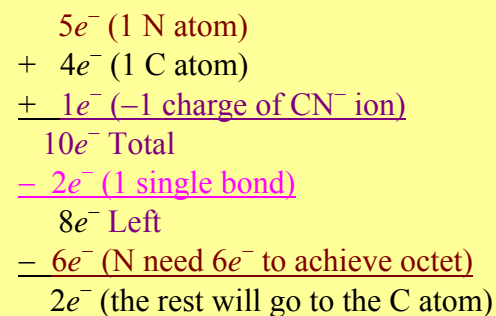 5e⁻ (1 N atom)
+ 4e⁻ (1 C atom)
+ 1e⁻ (−1 charge of CN⁻ ion)
10e⁻ Total
− 2e⁻ (1 single bond)
8e⁻ Left
− 6e⁻ (N need 6e⁻ to achieve octet)
2e⁻ (the rest will go to the C atom)